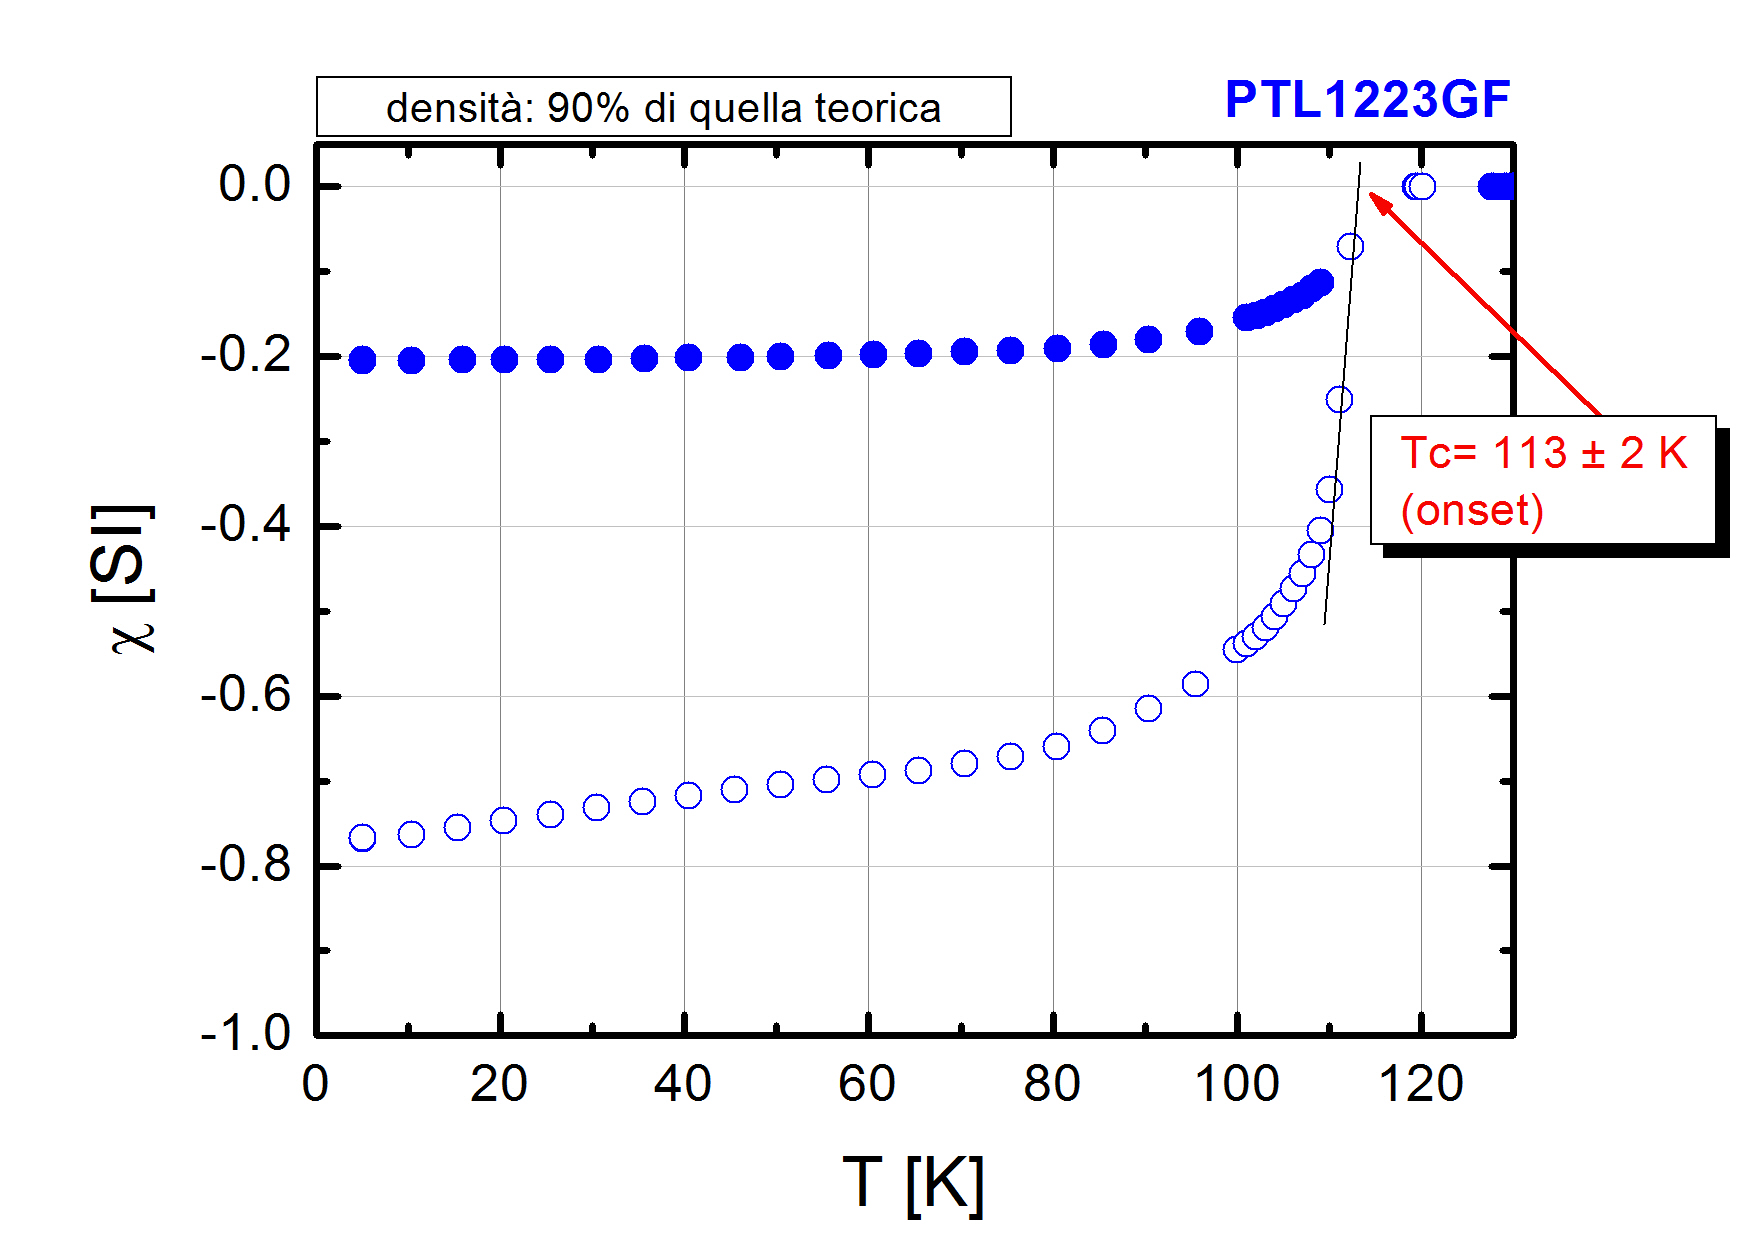 densità: 90% di quella teorica
PTL1223GF
0.0
-0.2
-0.4
-0.6
-0.8
-1.0
χ [SI]
Tc= 113 ± 2 K
(onset)
0 20 40 60 80 100 120
T [K]